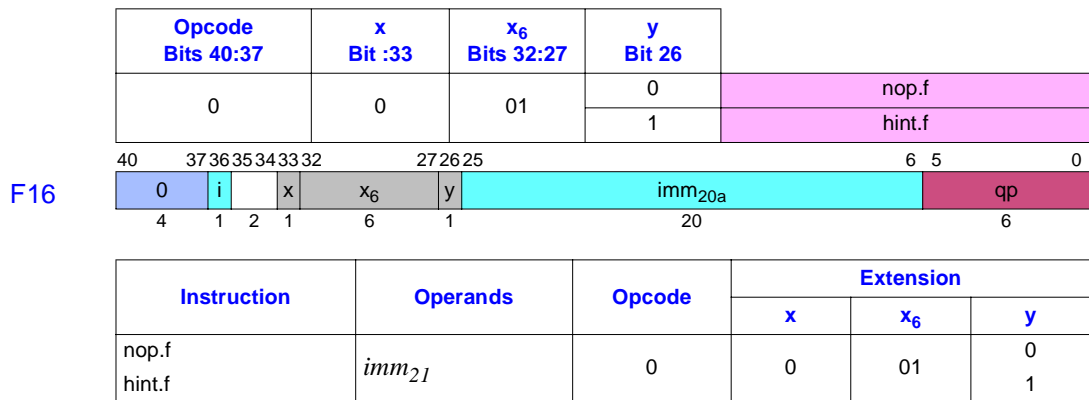 Opcode x x6 y
Bits 40:37 Bit :33 Bits 32:27 Bit 26
0 0 01 0 nop.f
1 hint.f
40 37 36 35 34 33 32 27 26 25 6 5 0
F16 0 i x x6 y imm20a qp
4 1 2 1 6 1 20 6
Instruction Operands Opcode Extension
x x6 y
nop.f imm21 0 0 01 0
hint.f 1